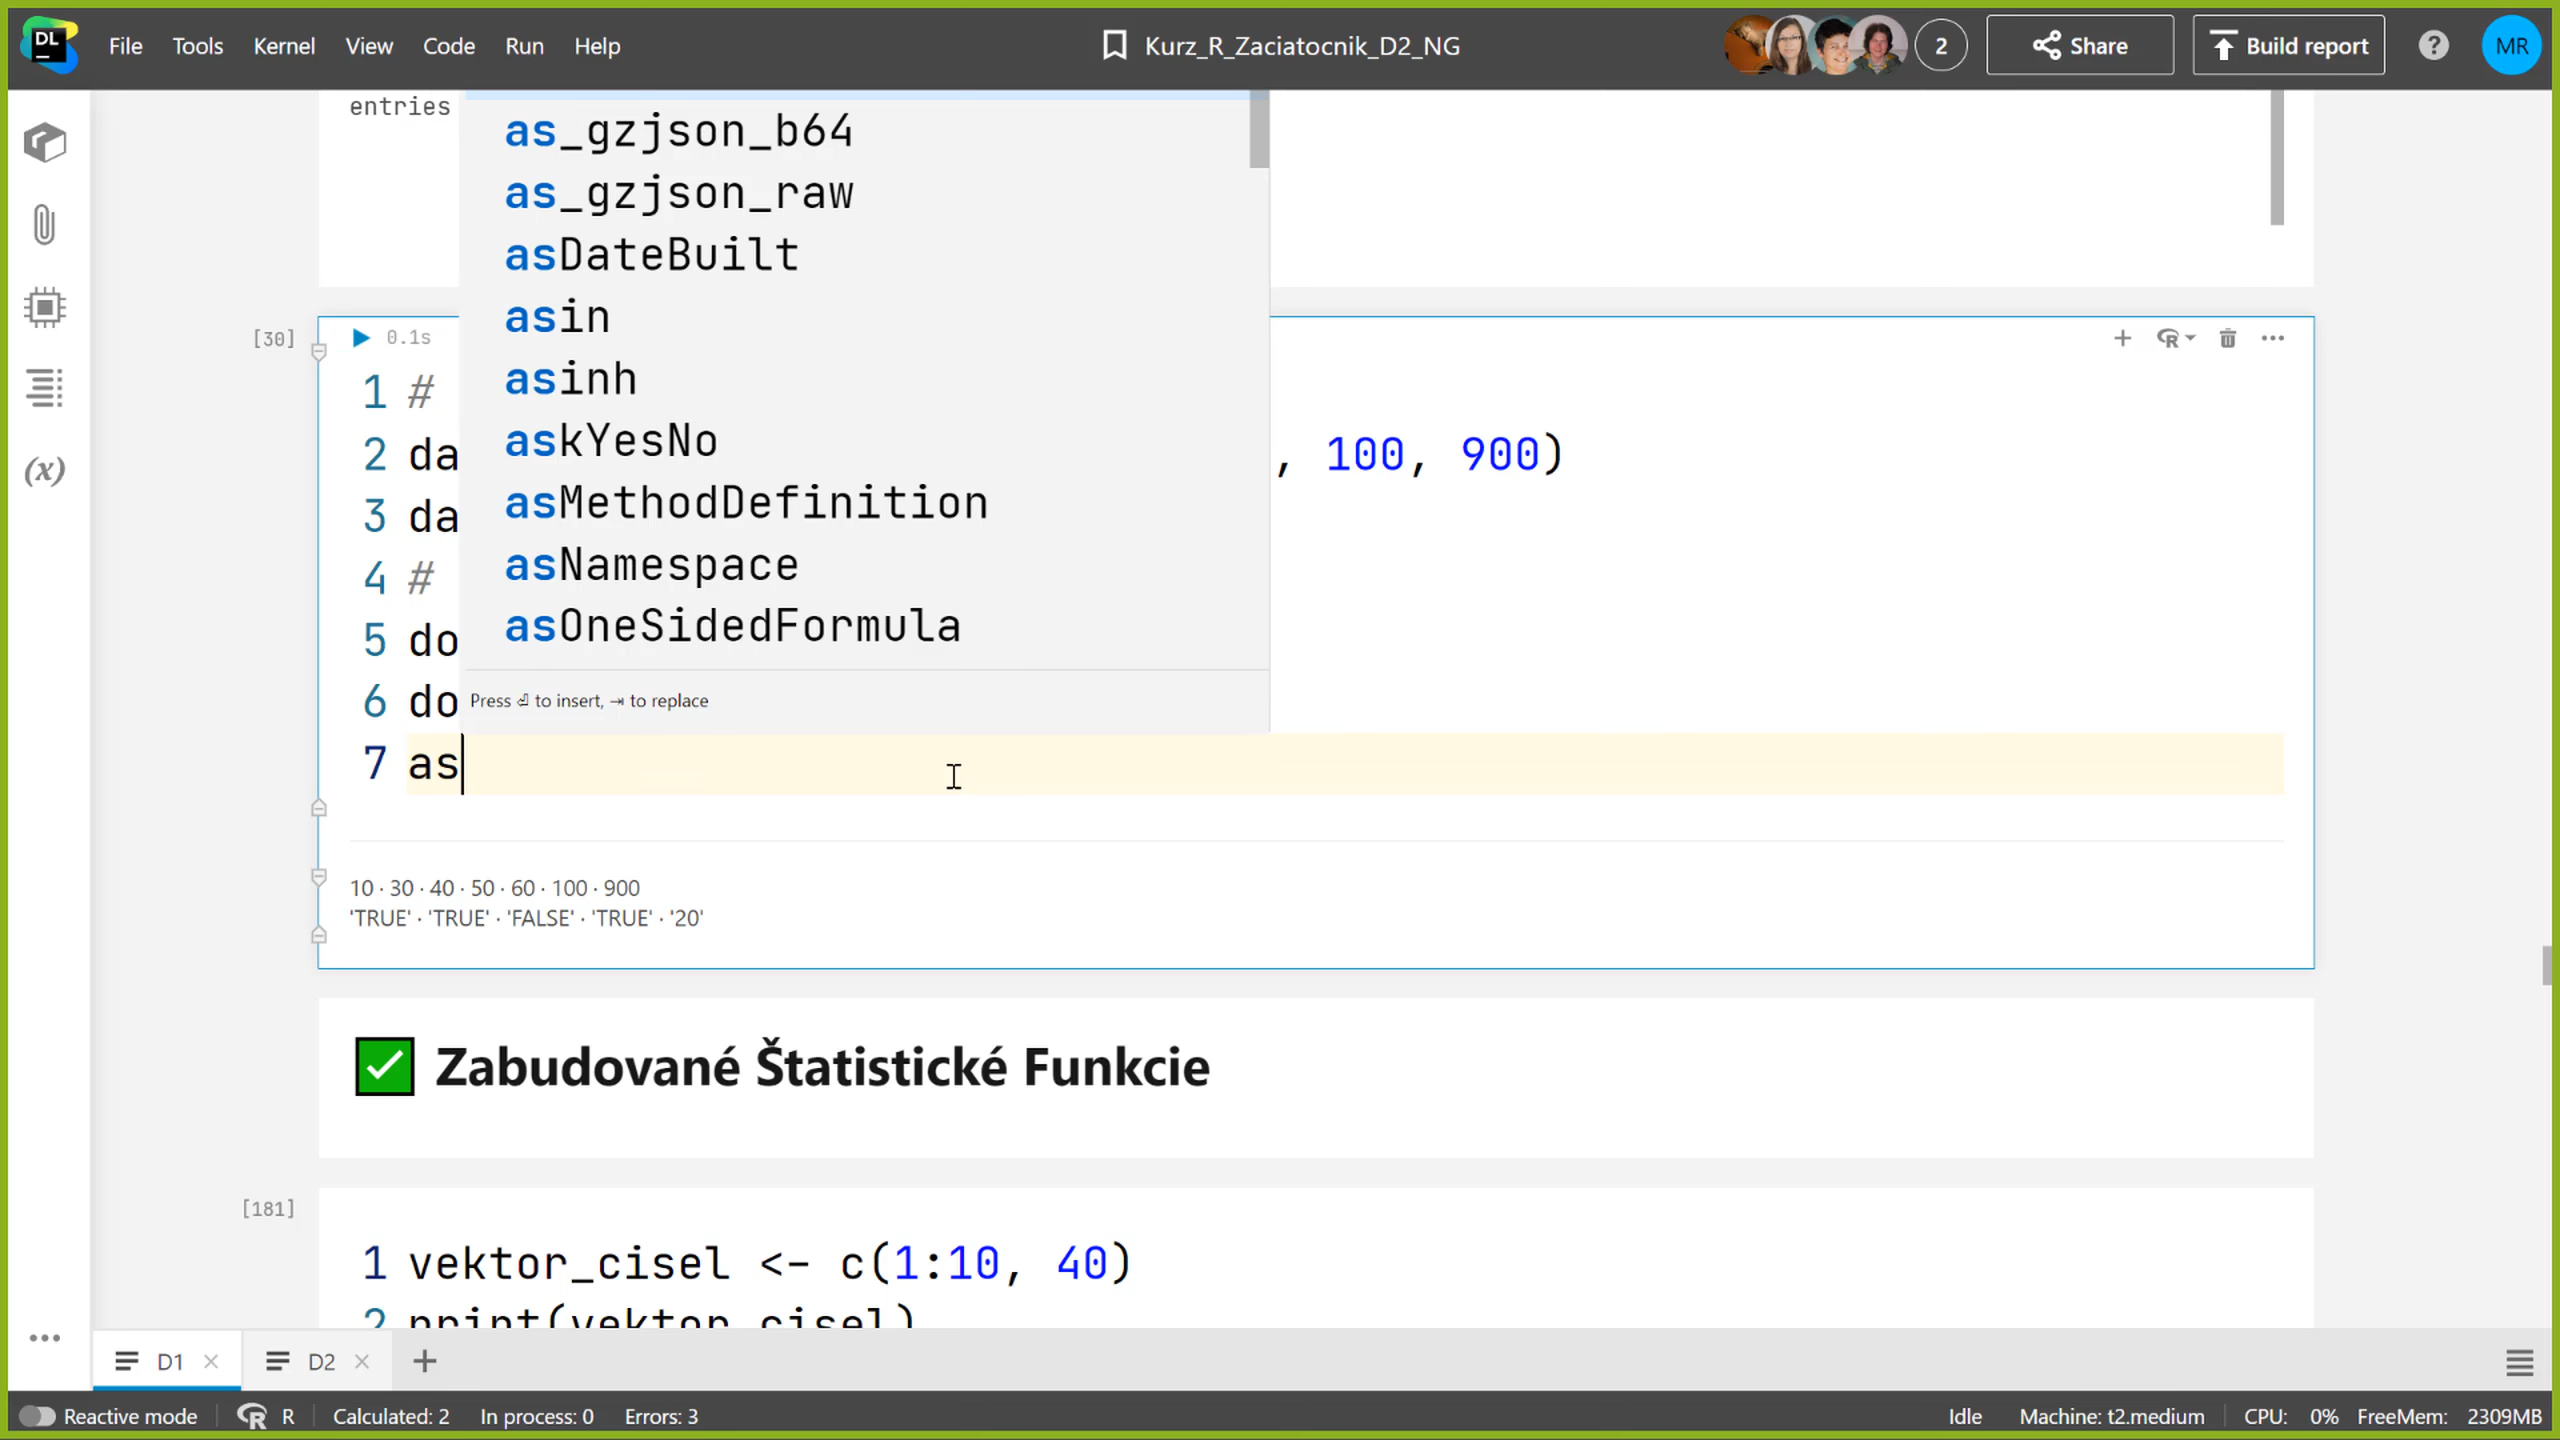 DL File Tools Kernel View Code Run Help Kurz_R_Zaciatocnik_D2_NG 2 Share Build report ? MR
entries
as_gzjson_b64
as_gzjson_raw
asDateBuilt
asin
asinh
askYesNo
asMethodDefinition
asNamespace
asOneSidedFormula
Press ⏎ to insert, ⇥ to replace
[30] 0.1s
1 #
2 da , 100, 900)
3 da
4 #
5 do
6 do
7 as
10 · 30 · 40 · 50 · 60 · 100 · 900
'TRUE' · 'TRUE' · 'FALSE' · 'TRUE' · '20'
✅ Zabudované Štatistické Funkcie
[181]
1 vektor_cisel <- c(1:10, 40)
2 print(vektor_cisel)
D1 D2
Reactive mode R Calculated: 2 In process: 0 Errors: 3 Idle Machine: t2.medium CPU: 0% FreeMem: 2309MB
(x)